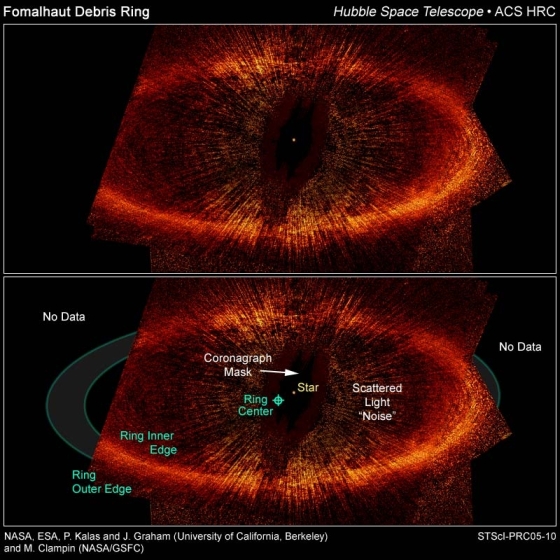 Fomalhaut Debris Ring
Hubble Space Telescope • ACS HRC
No Data
No Data
Coronagraph
Mask
Star
Scattered
Light
“Noise”
Ring
Center
Ring Inner
Edge
Ring
Outer Edge
NASA, ESA, P. Kalas and J. Graham (University of California, Berkeley)
and M. Clampin (NASA/GSFC)
STScI-PRC05-10